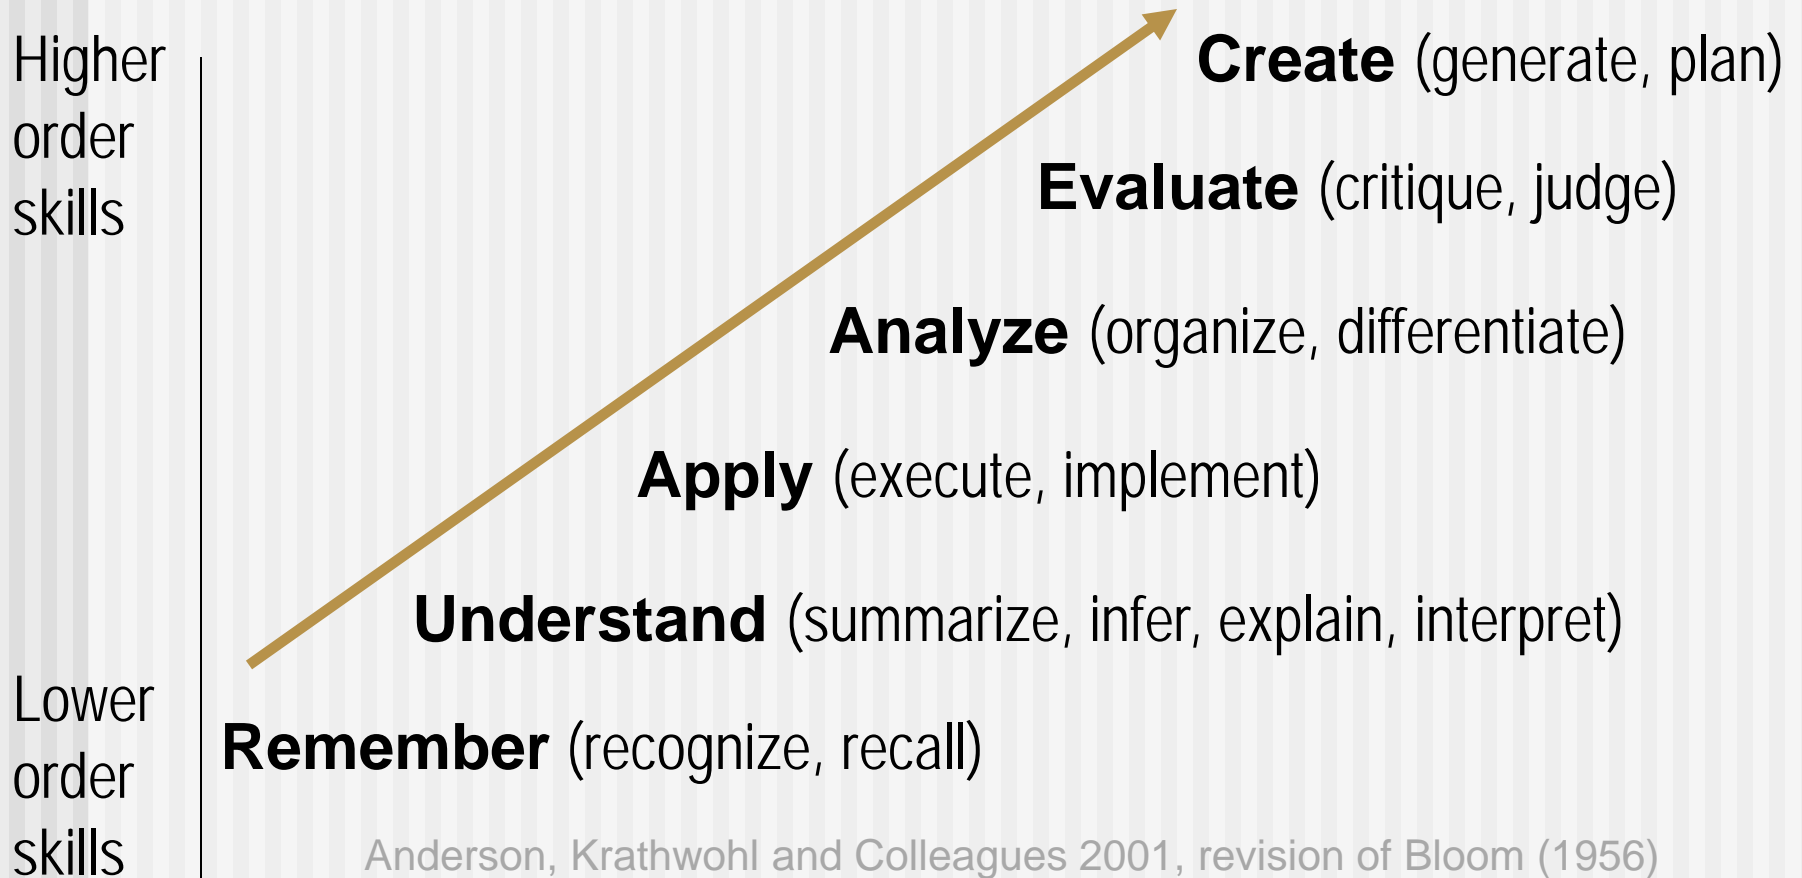 Higher
order
skills
Create (generate, plan)
Evaluate (critique, judge)
Analyze (organize, differentiate)
Apply (execute, implement)
Understand (summarize, infer, explain, interpret)
Lower
order
skills
Remember (recognize, recall)
Anderson, Krathwohl and Colleagues 2001, revision of Bloom (1956)